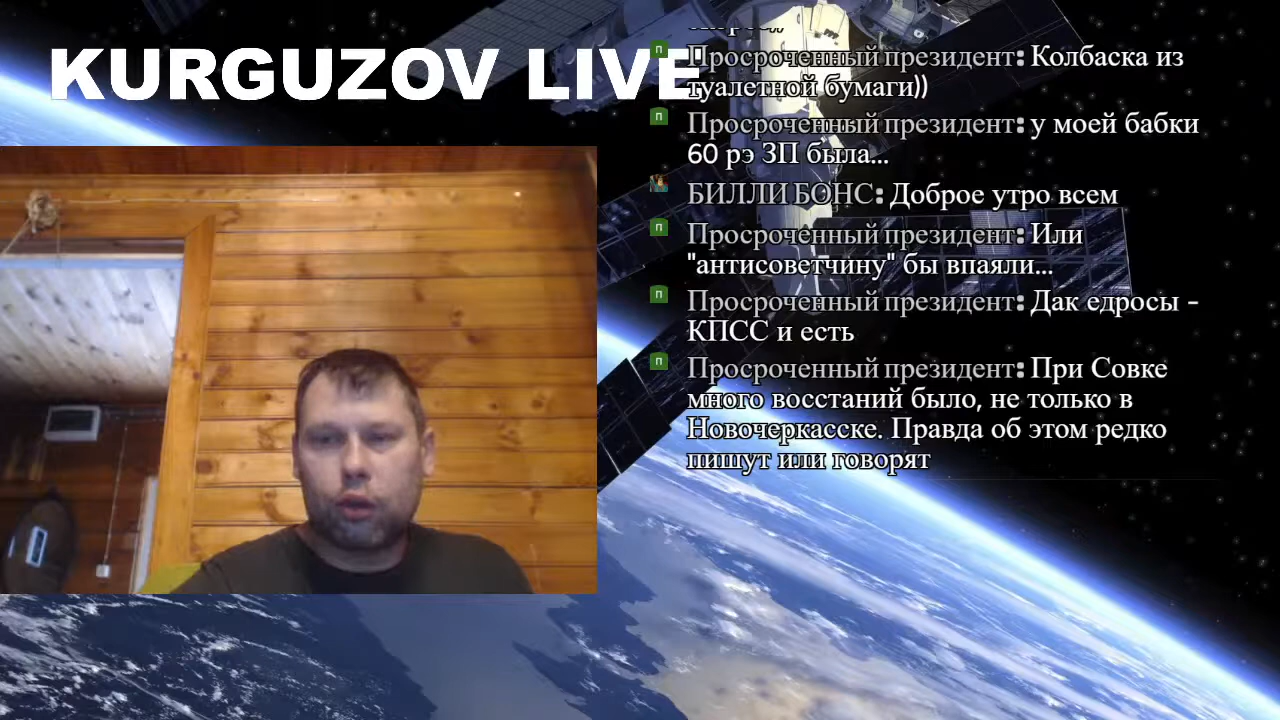 KURGUZOV LIVE
П
Просроченный президент: Колбаска из
туалетной бумаги))
П
Просроченный президент: у моей бабки
60 рэ ЗП была...
БИЛЛИ БОНС: Доброе утро всем
П
Просроченный президент: Или
"антисоветчину" бы впаяли...
П
Просроченный президент: Дак едросы -
КПСС и есть
П
Просроченный президент: При Совке
много восстаний было, не только в
Новочеркасске. Правда об этом редко
пишут или говорят